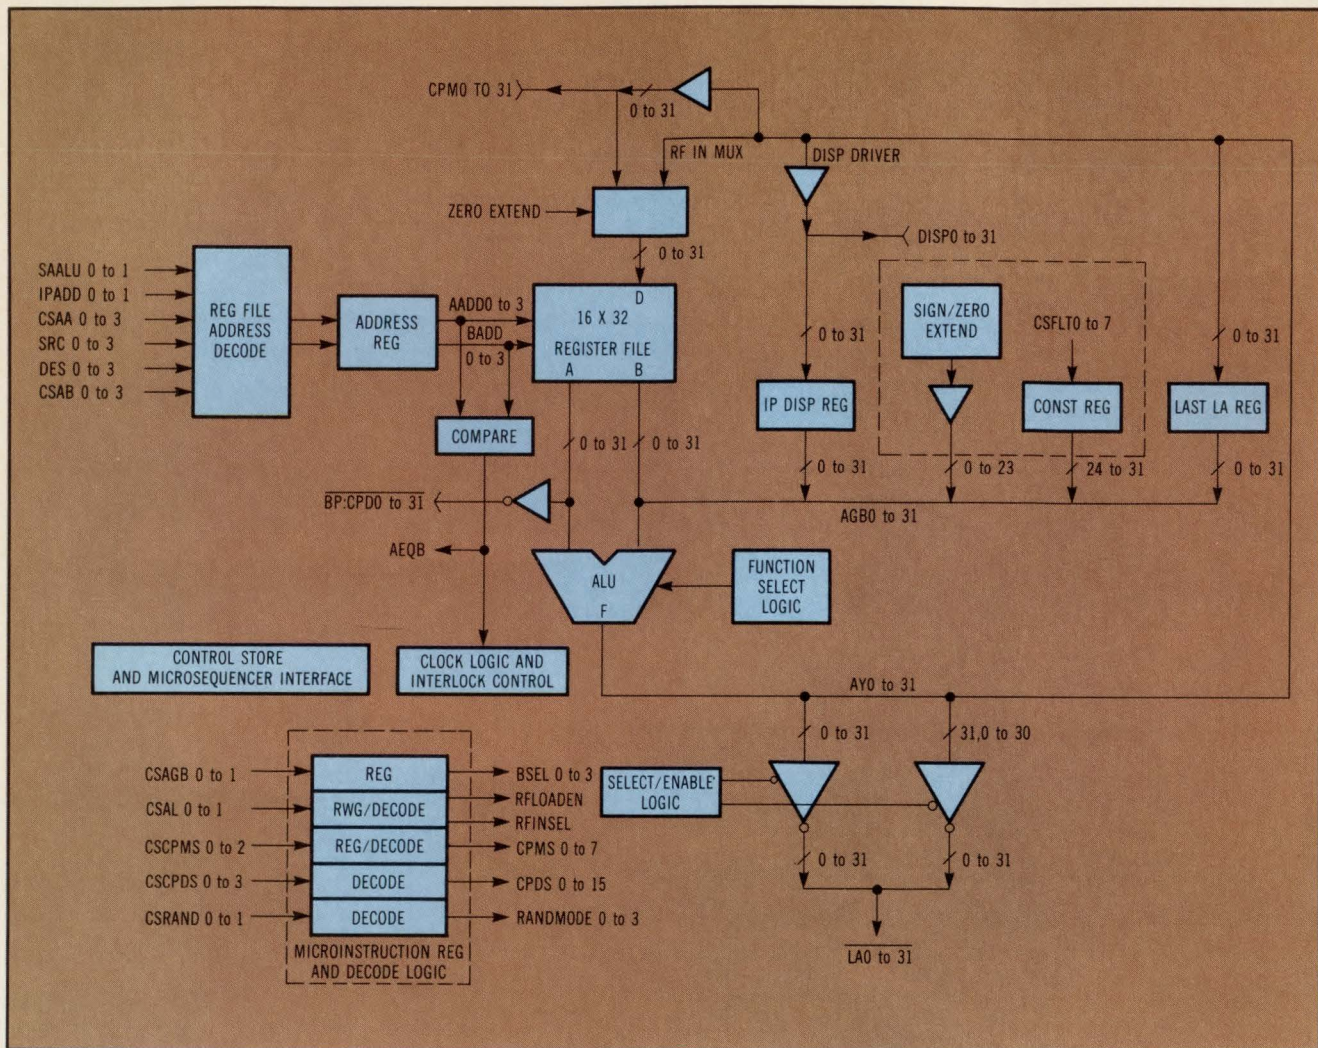 CPM0 TO 31
0 to 31
RF IN MUX
DISP DRIVER
ZERO EXTEND
0 to 31
DISP0 to 31
SAALU 0 to 1
IPADD 0 to 1
CSAA 0 to 3
SRC 0 to 3
DES 0 to 3
CSAB 0 to 3
REG FILE
ADDRESS
DECODE
ADDRESS
REG
AADD0 to 3
BADD
0 to 3
D
16 X 32
REGISTER FILE
A B
SIGN/ZERO
EXTEND
CSFLT0 to 7
0 to 31
0 to 31
IP DISP REG
CONST REG
LAST LA REG
COMPARE
0 to 31
0 to 31
0 to 31
0 to 23
24 to 31
0 to 31
BP:CPD0 to 31
AGB0 to 31
AEQB
ALU
F
FUNCTION
SELECT
LOGIC
CONTROL STORE
AND MICROSEQUENCER INTERFACE
CLOCK LOGIC AND
INTERLOCK CONTROL
AY0 to 31
0 to 31
31,0 to 30
SELECT/ENABLE
LOGIC
0 to 31
0 to 31
LA0 to 31
CSAGB 0 to 1
REG
BSEL 0 to 3
CSAL 0 to 1
RWG/DECODE
RFLOADEN
RFINSEL
CSCPMS 0 to 2
REG/DECODE
CPMS 0 to 7
CSCPDS 0 to 3
DECODE
CPDS 0 to 15
CSRAND 0 to 1
DECODE
RANDMODE 0 to 3
MICROINSTRUCTION REG
AND DECODE LOGIC